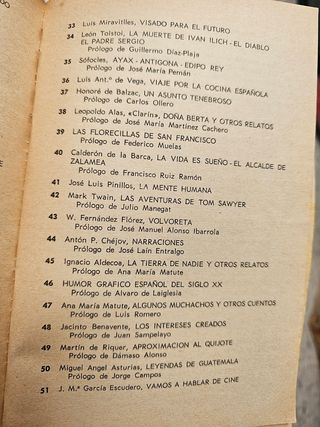 33 Luis Miravitlles, VISADO PARA EL FUTURO
34 León Tolstoi, LA MUERTE DE IVAN ILICH - EL DIABLO
EL PADRE SERGIO
Prólogo de Guillermo Díaz-Plaja
35 Sófocles, AYAX - ANTIGONA - EDIPO REY
Prólogo de José María Pemán
36 Luis Ant.º de Vega, VIAJE POR LA COCINA ESPAÑOLA
37 Honoré de Balzac, UN ASUNTO TENEBROSO
Prólogo de Carlos Ollero
38 Leopoldo Alas, «Clarín», DOÑA BERTA Y OTROS RELATOS
Prólogo de José María Martínez Cachero
39 LAS FLORECILLAS DE SAN FRANCISCO
Prólogo de Federico Muelas
40 Calderón de la Barca, LA VIDA ES SUEÑO - EL ALCALDE DE
ZALAMEA
Prólogo de Francisco Ruiz Ramón
41 José Luis Pinillos, LA MENTE HUMANA
42 Mark Twain, LAS AVENTURAS DE TOM SAWYER
Prólogo de Julio Manegat
43 W. Fernández Flórez, VOLVORETA
Prólogo de José Manuel Alonso Ibarrola
44 Antón P. Chéjov, NARRACIONES
Prólogo de José Laín Entralgo
45 Ignacio Aldecoa, LA TIERRA DE NADIE Y OTROS RELATOS
Prólogo de Ana María Matute
46 HUMOR GRAFICO ESPAÑOL DEL SIGLO XX
Prólogo de Alvaro de Laiglesia
47 Ana María Matute, ALGUNOS MUCHACHOS Y OTROS CUENTOS
Prólogo de Luis Romero
48 Jacinto Benavente, LOS INTERESES CREADOS
Prólogo de Juan Sampelayo
49 Martín de Riquer, APROXIMACION AL QUIJOTE
Prólogo de Dámaso Alonso
50 Miguel Angel Asturias, LEYENDAS DE GUATEMALA
Prólogo de Jorge Campos
51 J. Mª García Escudero, VAMOS A HABLAR DE CINE